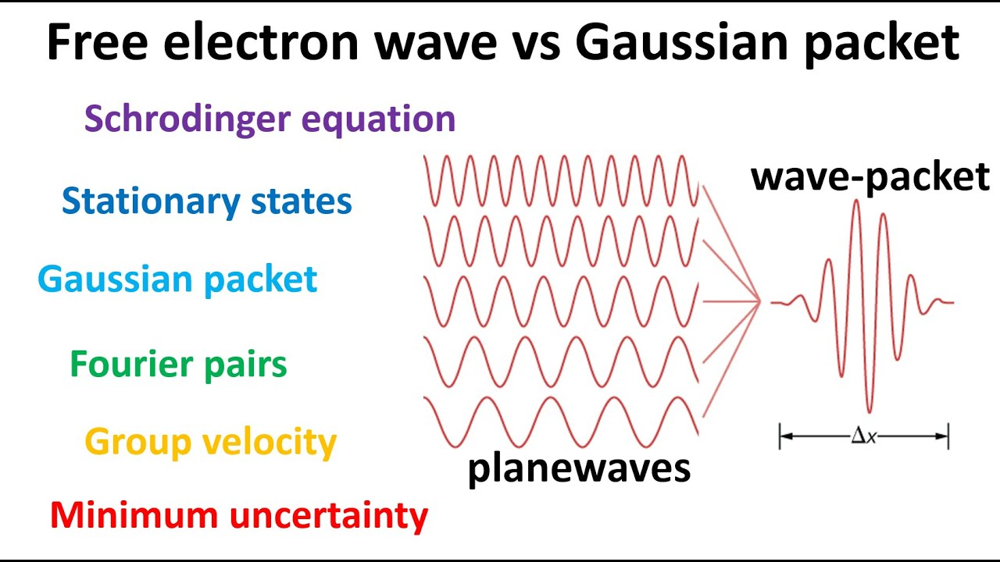 Free electron wave vs Gaussian packet
Schrodinger equation
Stationary states
Gaussian packet
Fourier pairs
Group velocity
Minimum uncertainty
planewaves
wave-packet
Δx